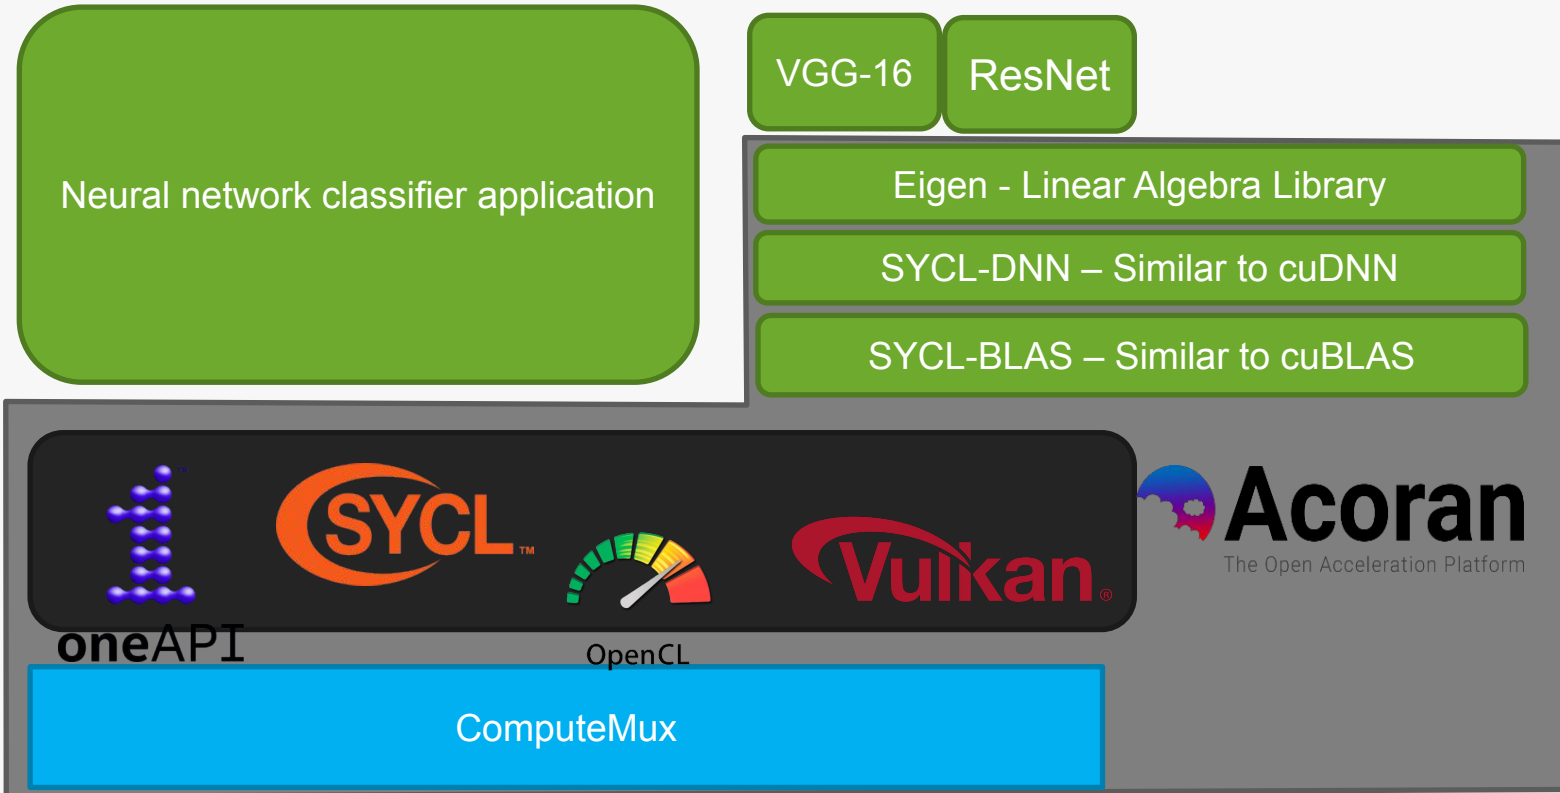 VGG-16
ResNet
Neural network classifier application
Eigen - Linear Algebra Library
SYCL-DNN – Similar to cuDNN
SYCL-BLAS – Similar to cuBLAS
oneAPI
SYCL™
OpenCL
Vulkan®
Acoran
The Open Acceleration Platform
ComputeMux